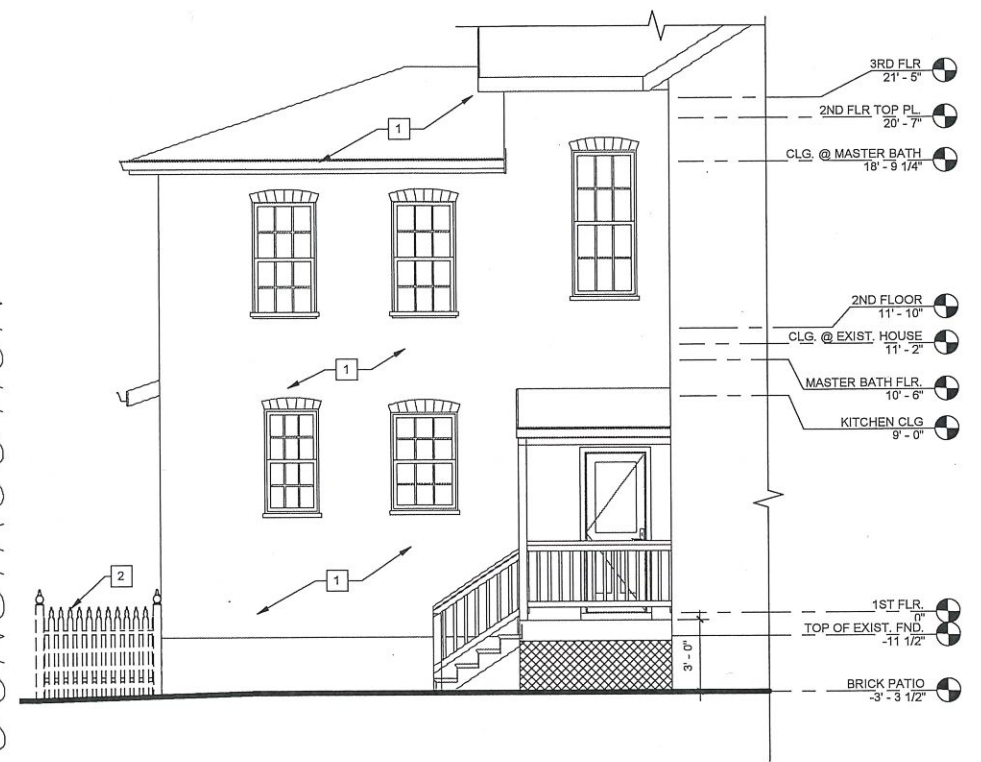 3RD FLR
21' - 5"
2ND FLR TOP PL.
20' - 7"
1
CLG. @ MASTER BATH
18' - 9 1/4"
2ND FLOOR
11' - 10"
CLG. @ EXIST. HOUSE
11' - 2"
1
MASTER BATH FLR.
10' - 6"
KITCHEN CLG
9' - 0"
2
1
1ST FLR.
0"
TOP OF EXIST. FND.
-11 1/2"
3' - 0"
BRICK PATIO
-3' - 3 1/2"